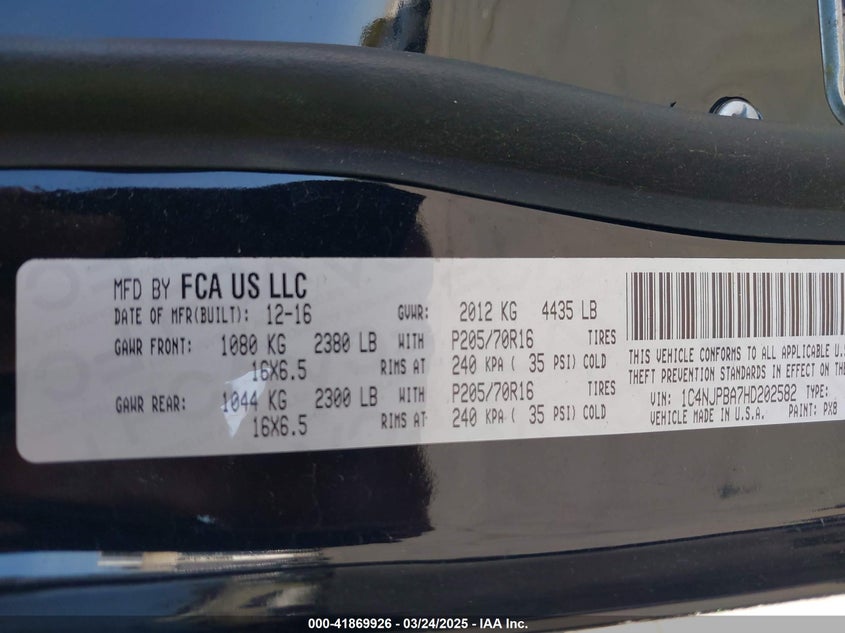 MFD BY FCA US LLC
DATE OF MFR(BUILT): 12-16 GVWR: 2012 KG 4435 LB
GAWR FRONT: 1080 KG 2380 LB WITH P205/70R16 TIRES
16X6.5 RIMS AT 240 KPA ( 35 PSI) COLD
GAWR REAR: 1044 KG 2300 LB WITH P205/70R16 TIRES
16X6.5 RIMS AT 240 KPA ( 35 PSI) COLD
THIS VEHICLE CONFORMS TO ALL APPLICABLE U.S.
THEFT PREVENTION STANDARDS IN EFFECT ON THE
VIN: 1C4NJPBA7HD202582 TYPE:
VEHICLE MADE IN U.S.A. PAINT: PX8
000-41869926 - 03/24/2025 - IAA Inc.